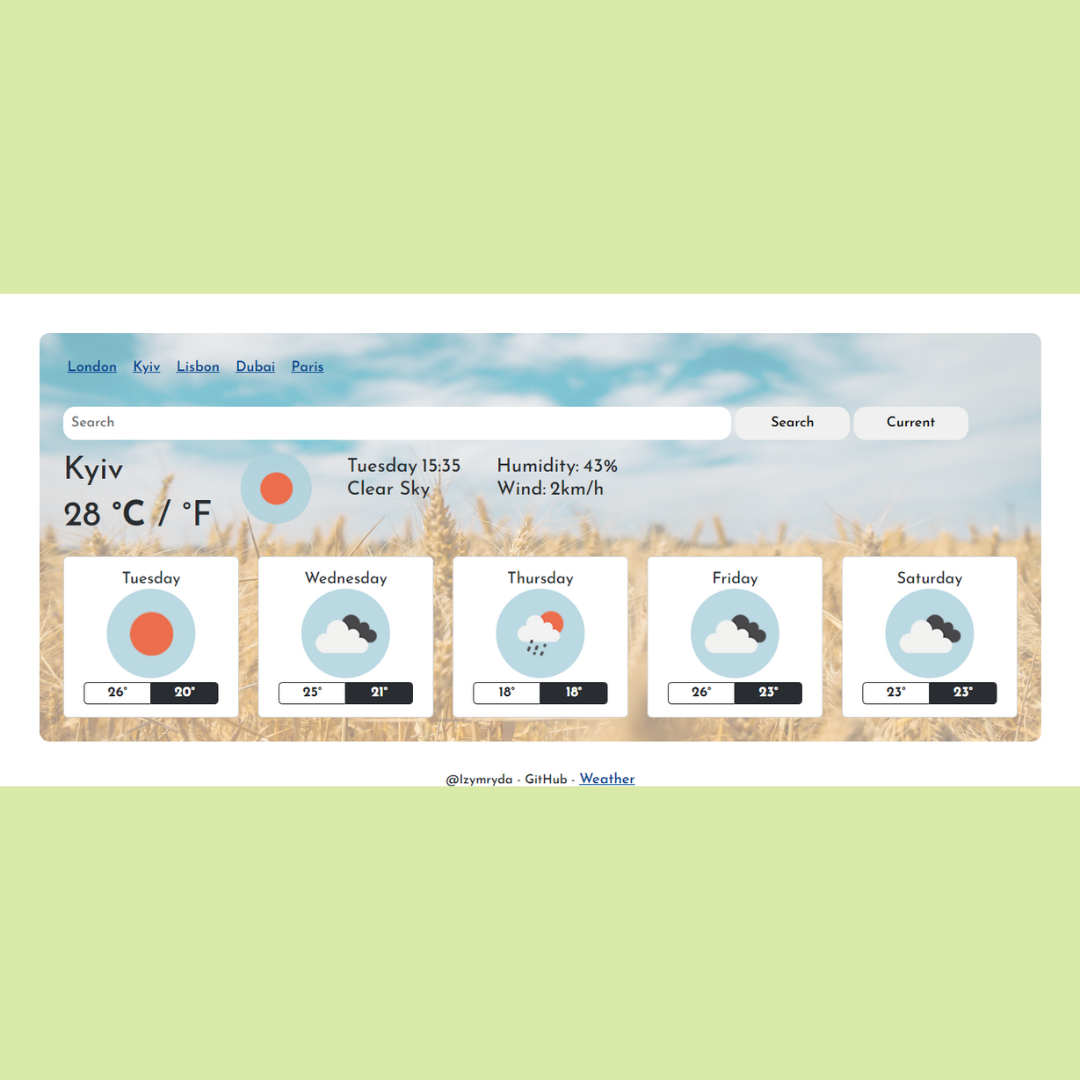 London Kyiv Lisbon Dubai Paris
Search Search Current
Kyiv
28 °C / °F
Tuesday 15:35
Clear Sky
Humidity: 43%
Wind: 2km/h
Tuesday
26° 20°
Wednesday
25° 21°
Thursday
18° 18°
Friday
26° 23°
Saturday
23° 23°
@Izymryda - GitHub - Weather